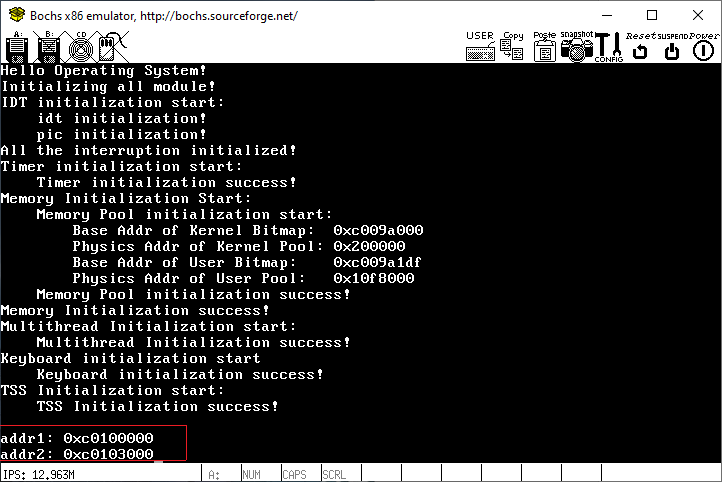 Bochs x86 emulator, http://bochs.sourceforge.net/
A: B: CD USER Copy Paste snapshot CONFIG Reset SUSPEND Power
Hello Operating System!
Initializing all module!
IDT initialization start:
    idt initialization!
    pic initialization!
All the interruption initialized!
Timer initialization start:
    Timer initialization success!
Memory Initialization Start:
    Memory Pool initialization start:
        Base Addr of Kernel Bitmap:  0xc009a000
        Physics Addr of Kernel Pool: 0x200000
        Base Addr of User Bitmap:    0xc009a1df
        Physics Addr of User Pool:   0x10f8000
    Memory Pool initialization success!
Memory Initialization Success!
Multithread Initialization start:
    Multithread Initialization success!
Keyboard initialization start
    Keyboard initialization success!
TSS Initialization start:
    TSS Initialization success!
addr1: 0xc0100000
addr2: 0xc0103000
IPS: 12.963M A: NUM CAPS SCRL